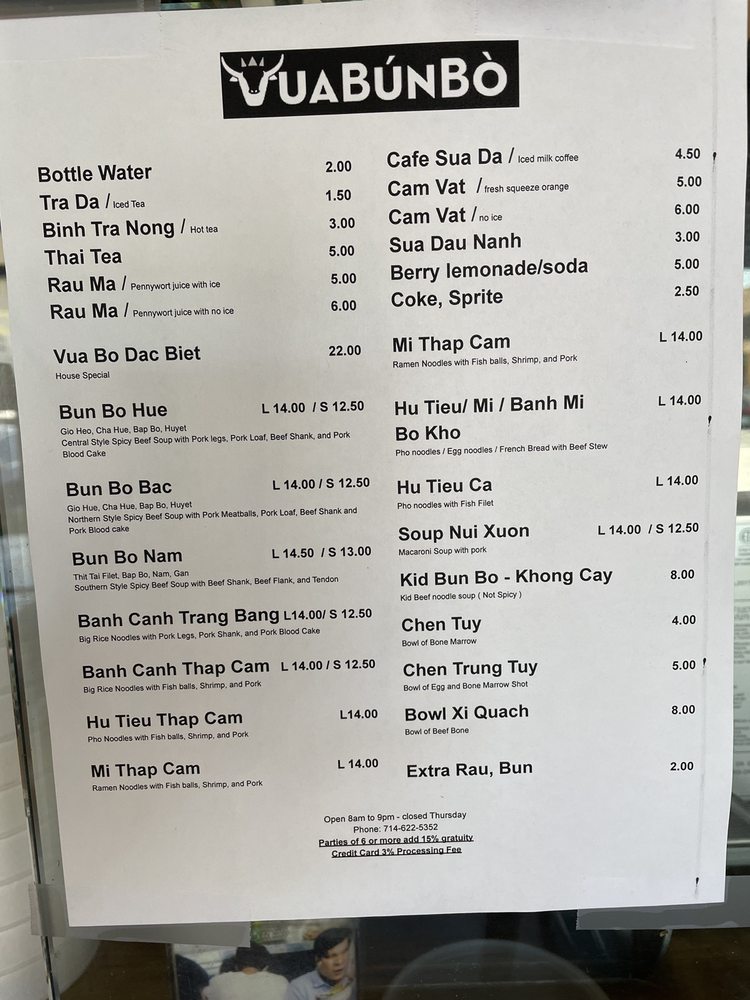 VUABÚNBÒ
Bottle Water 2.00
Tra Da / Iced Tea 1.50
Binh Tra Nong / Hot tea 3.00
Thai Tea 5.00
Rau Ma / Pennywort juice with ice 5.00
Rau Ma / Pennywort juice with no ice 6.00
Vua Bo Dac Biet 22.00
House Special
Bun Bo Hue L 14.00 / S 12.50
Gio Heo, Cha Hue, Bap Bo, Huyet
Central Style Spicy Beef Soup with Pork legs, Pork Loaf, Beef Shank, and Pork
Blood Cake
Bun Bo Bac L 14.00 / S 12.50
Gio Hue, Cha Hue, Bap Bo, Huyet
Northern Style Spicy Beef Soup with Pork Meatballs, Pork Loaf, Beef Shank and
Pork Blood cake
Bun Bo Nam L 14.50 / S 13.00
Thit Tai Filet, Bap Bo, Nam, Gan
Southern Style Spicy Beef Soup with Beef Shank, Beef Flank, and Tendon
Banh Canh Trang Bang L14.00/ S 12.50
Big Rice Noodles with Pork Legs, Pork Shank, and Pork Blood Cake
Banh Canh Thap Cam L 14.00 / S 12.50
Big Rice Noodles with Fish balls, Shrimp, and Pork
Hu Tieu Thap Cam L14.00
Pho Noodles with Fish balls, Shrimp, and Pork
Mi Thap Cam L 14.00
Ramen Noodles with Fish balls, Shrimp, and Pork
Cafe Sua Da / Iced milk coffee 4.50
Cam Vat / fresh squeeze orange 5.00
Cam Vat / no ice 6.00
Sua Dau Nanh 3.00
Berry lemonade/soda 5.00
Coke, Sprite 2.50
Mi Thap Cam L 14.00
Ramen Noodles with Fish balls, Shrimp, and Pork
Hu Tieu/ Mi / Banh Mi L 14.00
Bo Kho
Pho noodles / Egg noodles / French Bread with Beef Stew
Hu Tieu Ca L 14.00
Pho noodles with Fish Filet
Soup Nui Xuon L 14.00 / S 12.50
Macaroni Soup with pork
Kid Bun Bo - Khong Cay 8.00
Kid Beef noodle soup ( Not Spicy )
Chen Tuy 4.00
Bowl of Bone Marrow
Chen Trung Tuy 5.00
Bowl of Egg and Bone Marrow Shot
Bowl Xi Quach 8.00
Bowl of Beef Bone
Extra Rau, Bun 2.00
Open 8am to 9pm - closed Thursday
Phone: 714-622-5352
Parties of 6 or more add 15% gratuity
Credit Card 3% Processing Fee